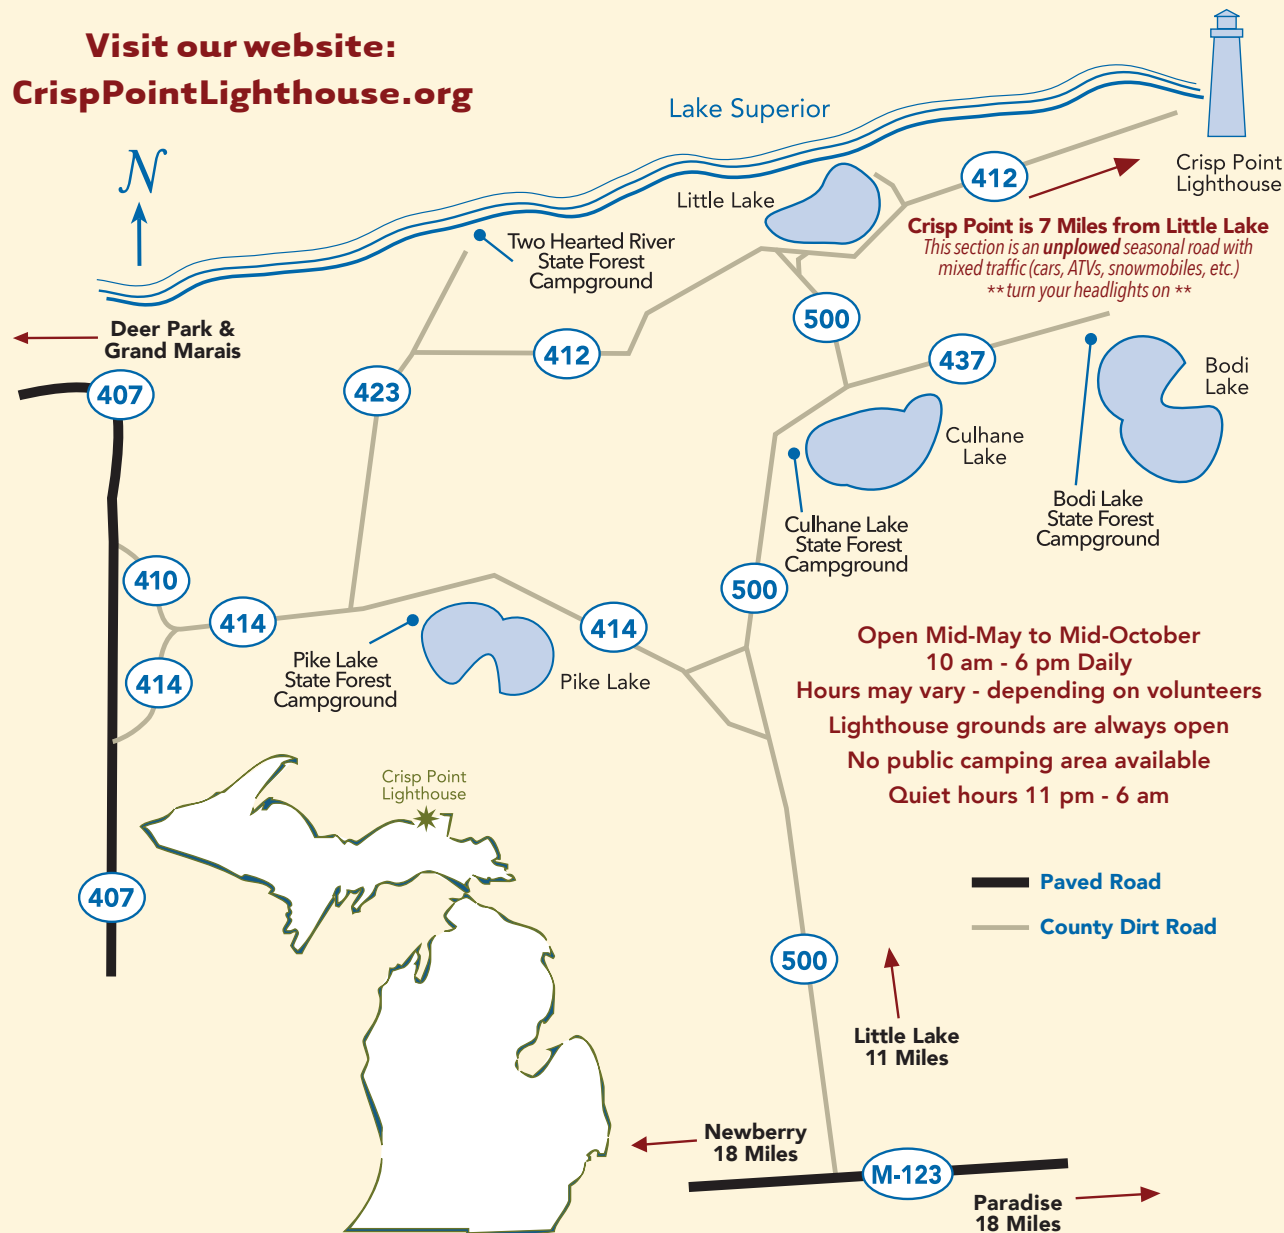 Visit our website:
CrispPointLighthouse.org
Lake Superior
N
Crisp Point
Lighthouse
412
Little Lake
Crisp Point is 7 Miles from Little Lake
This section is an unplowed seasonal road with
mixed traffic (cars, ATVs, snowmobiles, etc.)
** turn your headlights on **
Two Hearted River
State Forest
Campground
Deer Park &
Grand Marais
500
412
437
407
423
Bodi
Lake
Culhane
Lake
Bodi Lake
State Forest
Campground
Culhane Lake
State Forest
Campground
410
500
414
414
414
Pike Lake
State Forest
Campground
Pike Lake
Open Mid-May to Mid-October
10 am - 6 pm Daily
Hours may vary - depending on volunteers
Lighthouse grounds are always open
No public camping area available
Quiet hours 11 pm - 6 am
Crisp Point
Lighthouse
407
Paved Road
County Dirt Road
500
Little Lake
11 Miles
Newberry
18 Miles
M-123
Paradise
18 Miles